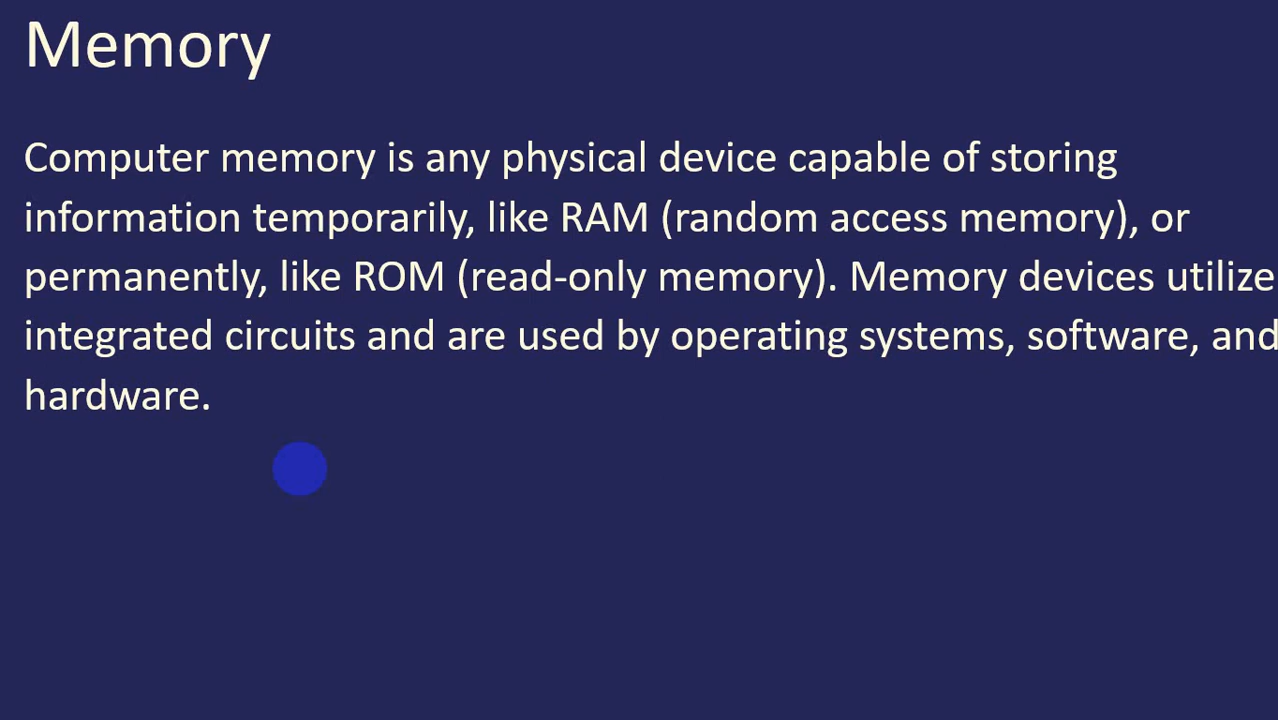 Memory
Computer memory is any physical device capable of storing
information temporarily, like RAM (random access memory), or
permanently, like ROM (read-only memory). Memory devices utilize
integrated circuits and are used by operating systems, software, and
hardware.